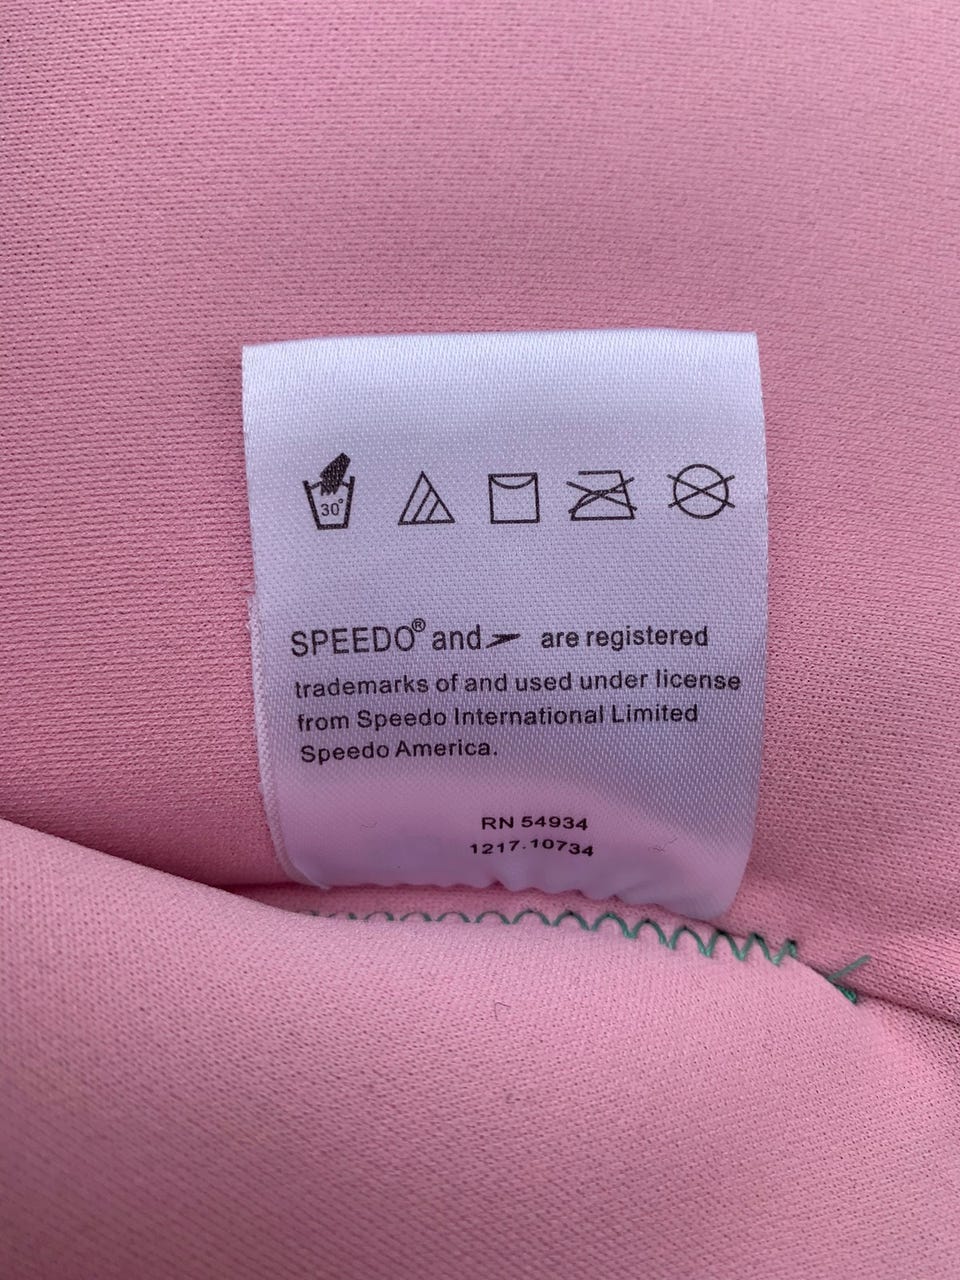 30°
SPEEDO® and are registered
trademarks of and used under license
from Speedo International Limited
Speedo America.
RN 54934
1217.10734